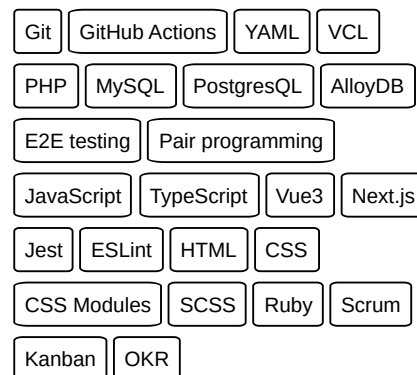 Git GitHub Actions YAML VCL
PHP MySQL PostgresQL AlloyDB
E2E testing Pair programming
JavaScript TypeScript Vue3 Next.js
Jest ESLint HTML CSS
CSS Modules SCSS Ruby Scrum
Kanban OKR